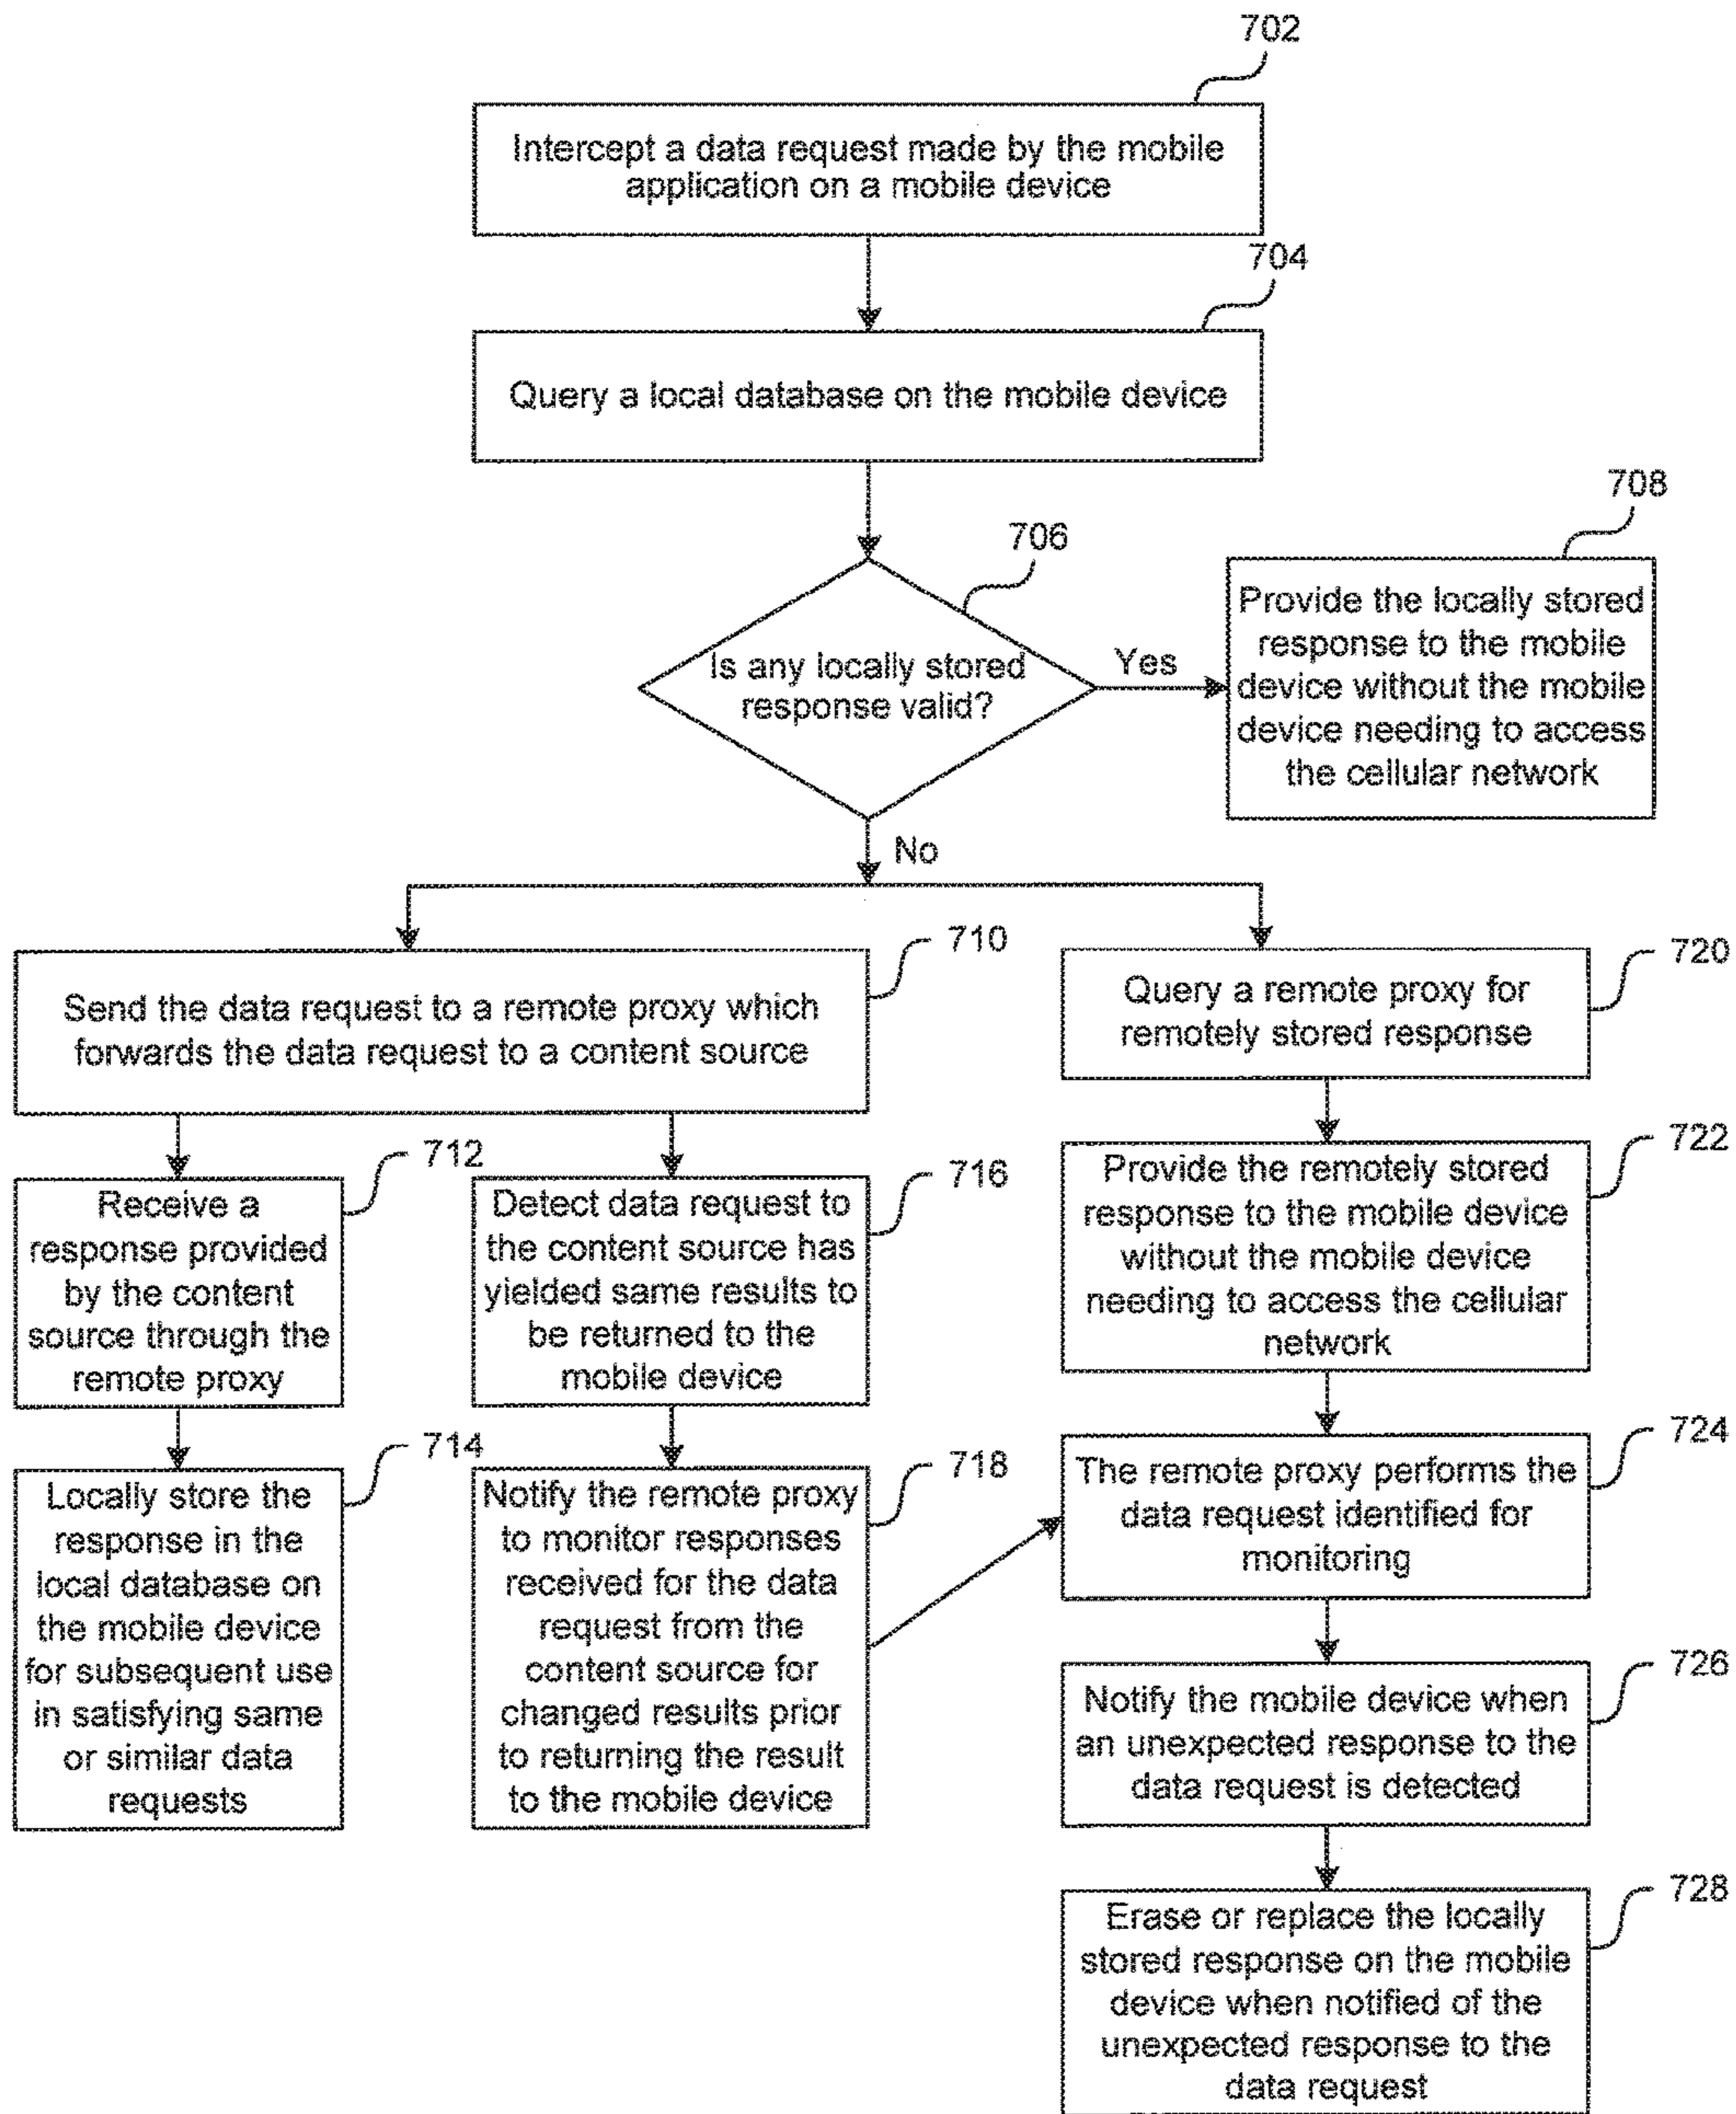 702
Intercept a data request made by the mobile
application on a mobile device
704
Query a local database on the mobile device
706
Is any locally stored
response valid?
Yes
708
Provide the locally stored
response to the mobile
device without the mobile
device needing to access
the cellular network
No
710
Send the data request to a remote proxy which
forwards the data request to a content source
712
Receive a
response provided
by the content
source through the
remote proxy
714
Locally store the
response in the
local database on
the mobile device
for subsequent use
in satisfying same
or similar data
requests
716
Detect data request to
the content source has
yielded same results to
be returned to the
mobile device
718
Notify the remote proxy
to monitor responses
received for the data
request from the
content source for
changed results prior
to returning the result
to the mobile device
720
Query a remote proxy for
remotely stored response
722
Provide the remotely stored
response to the mobile device
without the mobile device
needing to access the cellular
network
724
The remote proxy performs the
data request identified for
monitoring
726
Notify the mobile device when
an unexpected response to the
data request is detected
728
Erase or replace the locally
stored response on the mobile
device when notified of the
unexpected response to the
data request